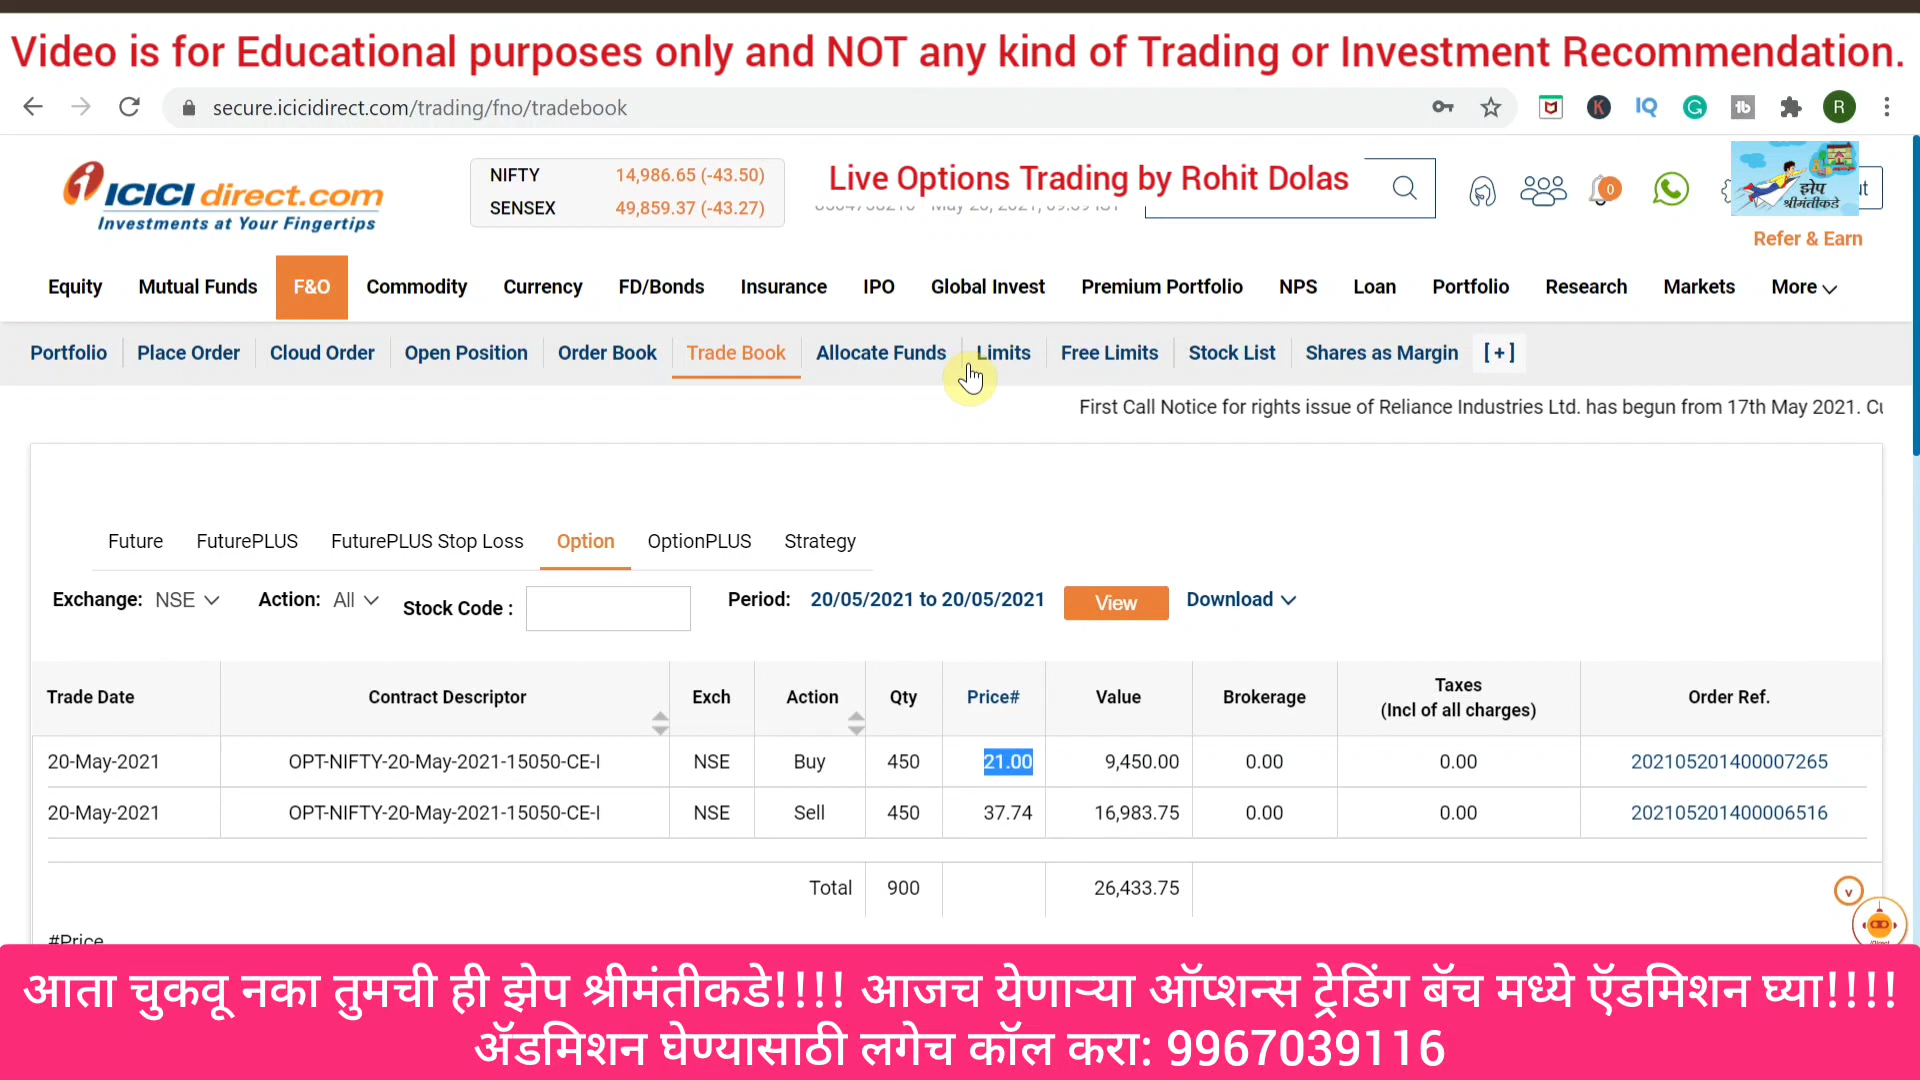 Video is for Educational purposes only and NOT any kind of Trading or Investment Recommendation.
secure.icicidirect.com/trading/fno/tradebook
IQ
G
tb
K
R
ICICI direct.com
Investments at Your Fingertips
NIFTY 14,986.65 (-43.50)
SENSEX 49,859.37 (-43.27)
Live Options Trading by Rohit Dolas
0
झेप
श्रीमंतीकडे
Refer & Earn
Equity Mutual Funds F&O Commodity Currency FD/Bonds Insurance IPO Global Invest Premium Portfolio NPS Loan Portfolio Research Markets More
Portfolio Place Order Cloud Order Open Position Order Book Trade Book Allocate Funds Limits Free Limits Stock List Shares as Margin [+]
First Call Notice for rights issue of Reliance Industries Ltd. has begun from 17th May 2021.
Future FuturePLUS FuturePLUS Stop Loss Option OptionPLUS Strategy
Exchange: NSE Action: All Stock Code : Period: 20/05/2021 to 20/05/2021 View Download
Trade Date Contract Descriptor Exch Action Qty Price# Value Brokerage Taxes (Incl of all charges) Order Ref.
20-May-2021 OPT-NIFTY-20-May-2021-15050-CE-I NSE Buy 450 21.00 9,450.00 0.00 0.00 202105201400007265
20-May-2021 OPT-NIFTY-20-May-2021-15050-CE-I NSE Sell 450 37.74 16,983.75 0.00 0.00 202105201400006516
Total 900 26,433.75
#Price
आता चुकवू नका तुमची ही झेप श्रीमंतीकडे!!!! आजच येणाऱ्या ऑप्शन्स ट्रेडिंग बॅच मध्ये ऍडमिशन घ्या!!!!
ॲडमिशन घेण्यासाठी लगेच कॉल करा: 9967039116